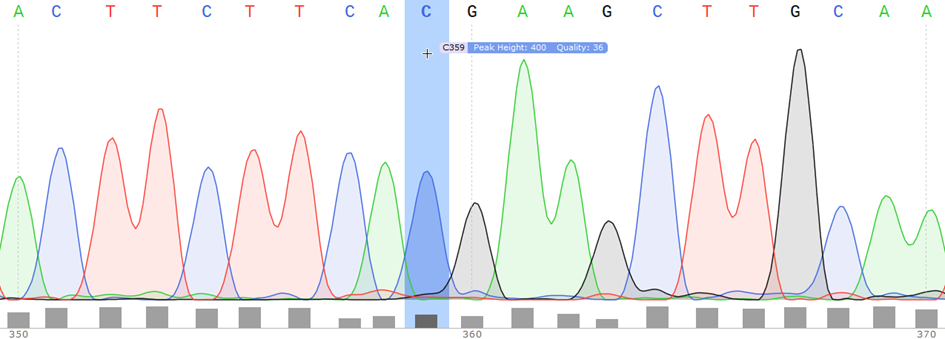 A C T T C T T C A C G A A G C T T G C A A
C359 Peak Height: 400 Quality: 36
350 360 370